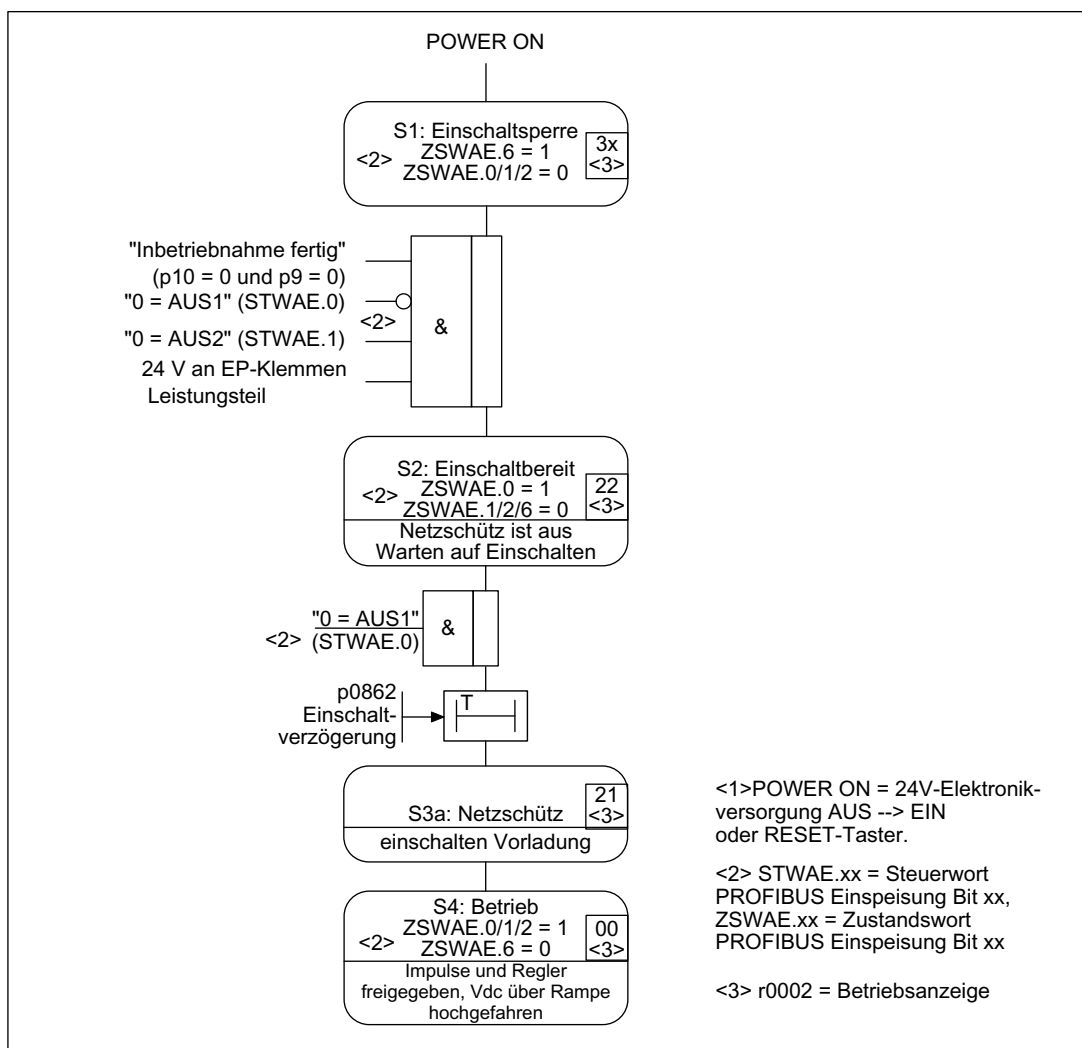 POWER ON
S1: Einschaltsperre
<2> ZSWAE.6 = 1
ZSWAE.0/1/2 = 0
3x
<3>
"Inbetriebnahme fertig"
(p10 = 0 und p9 = 0)
"0 = AUS1" (STWAE.0)
<2>
"0 = AUS2" (STWAE.1)
24 V an EP-Klemmen
Leistungsteil
&
S2: Einschaltbereit
<2> ZSWAE.0 = 1
ZSWAE.1/2/6 = 0
22
<3>
Netzschütz ist aus
Warten auf Einschalten
"0 = AUS1"
<2> (STWAE.0)
&
p0862
Einschalt-
verzögerung
T
S3a: Netzschütz
21
<3>
einschalten Vorladung
S4: Betrieb
<2> ZSWAE.0/1/2 = 1
ZSWAE.6 = 0
00
<3>
Impulse und Regler
freigegeben, Vdc über Rampe
hochgefahren
<1>POWER ON = 24V-Elektronik-
versorgung AUS --> EIN
oder RESET-Taster.
<2> STWAE.xx = Steuerwort
PROFIBUS Einspeisung Bit xx,
ZSWAE.xx = Zustandswort
PROFIBUS Einspeisung Bit xx
<3> r0002 = Betriebsanzeige